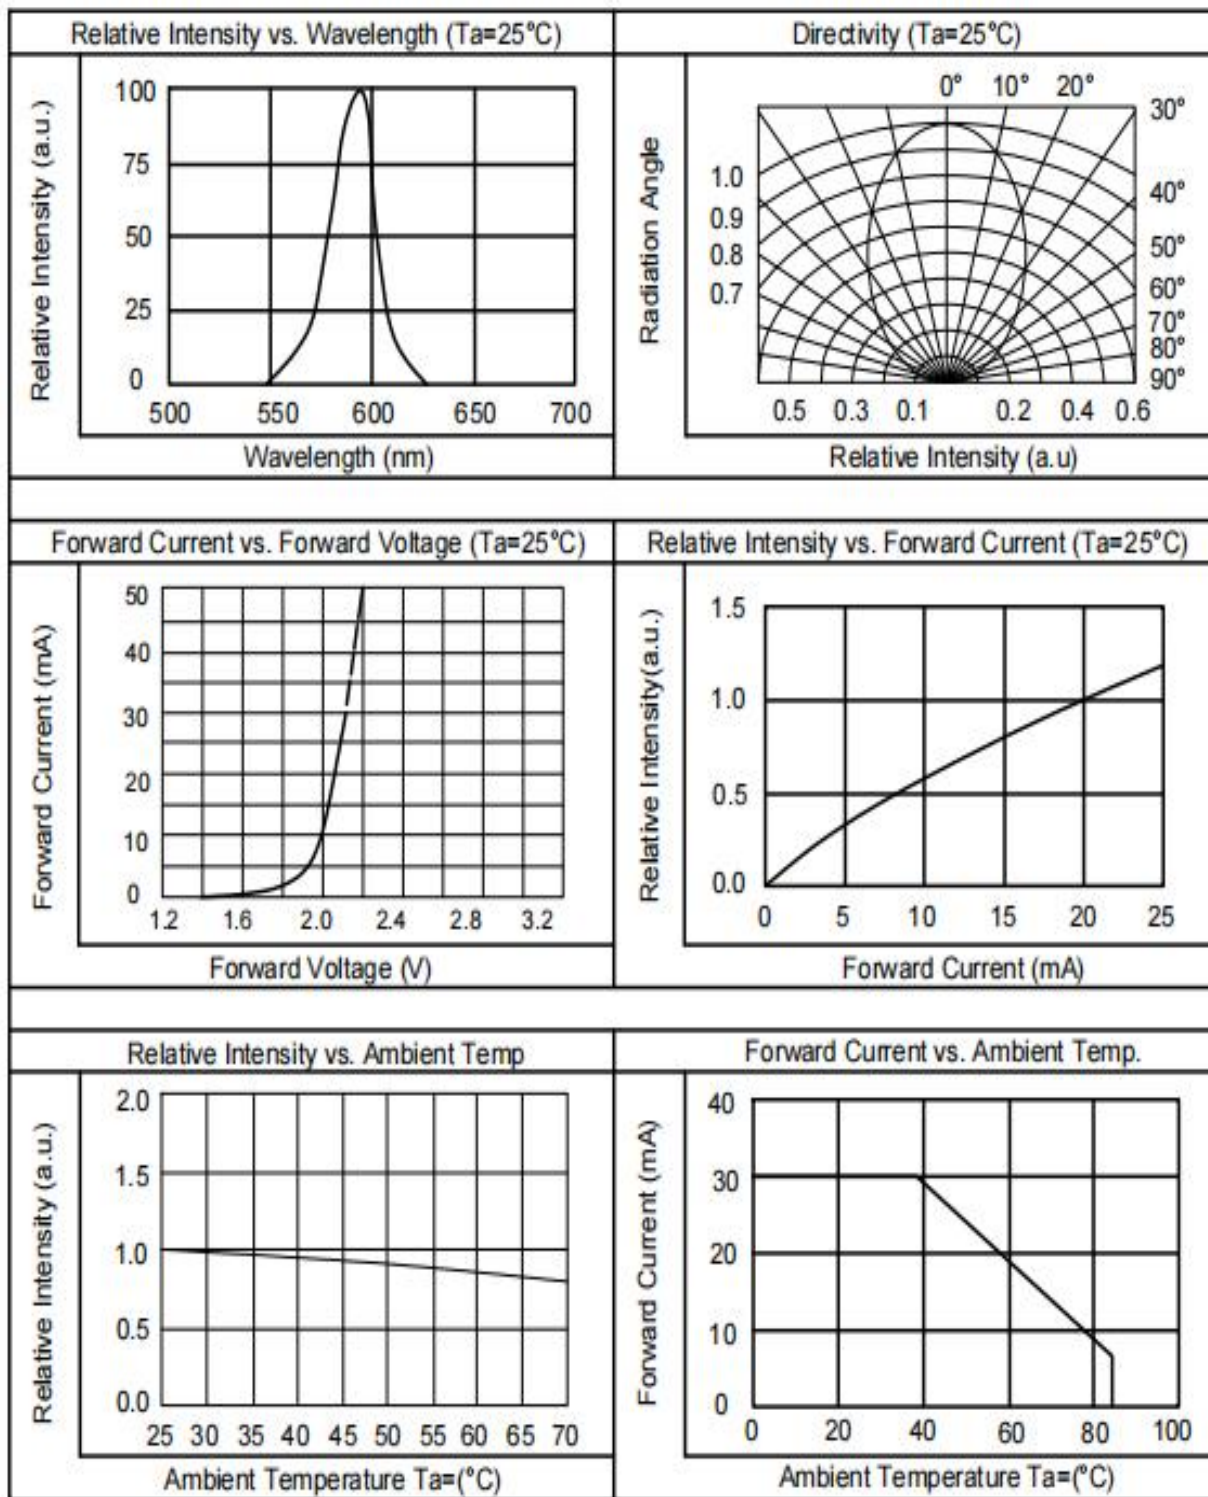 Relative Intensity vs. Wavelength (Ta=25°C)
Relative Intensity (a.u.)
100
75
50
25
0
500 550 600 650 700
Wavelength (nm)
Directivity (Ta=25°C)
Radiation Angle
0° 10° 20°
30°
40°
50°
60°
70°
80°
90°
1.0
0.9
0.8
0.7
0.5 0.3 0.1 0.2 0.4 0.6
Relative Intensity (a.u)
Forward Current vs. Forward Voltage (Ta=25°C)
Forward Current (mA)
50
40
30
20
10
0
1.2 1.6 2.0 2.4 2.8 3.2
Forward Voltage (V)
Relative Intensity vs. Forward Current (Ta=25°C)
Relative Intensity(a.u.)
1.5
1.0
0.5
0.0
0 5 10 15 20 25
Forward Current (mA)
Relative Intensity vs. Ambient Temp
Relative Intensity (a.u.)
2.0
1.5
1.0
0.5
0.0
25 30 35 40 45 50 55 60 65 70
Ambient Temperature Ta=(°C)
Forward Current vs. Ambient Temp.
Forward Current (mA)
40
30
20
10
0
0 20 40 60 80 100
Ambient Temperature Ta=(°C)